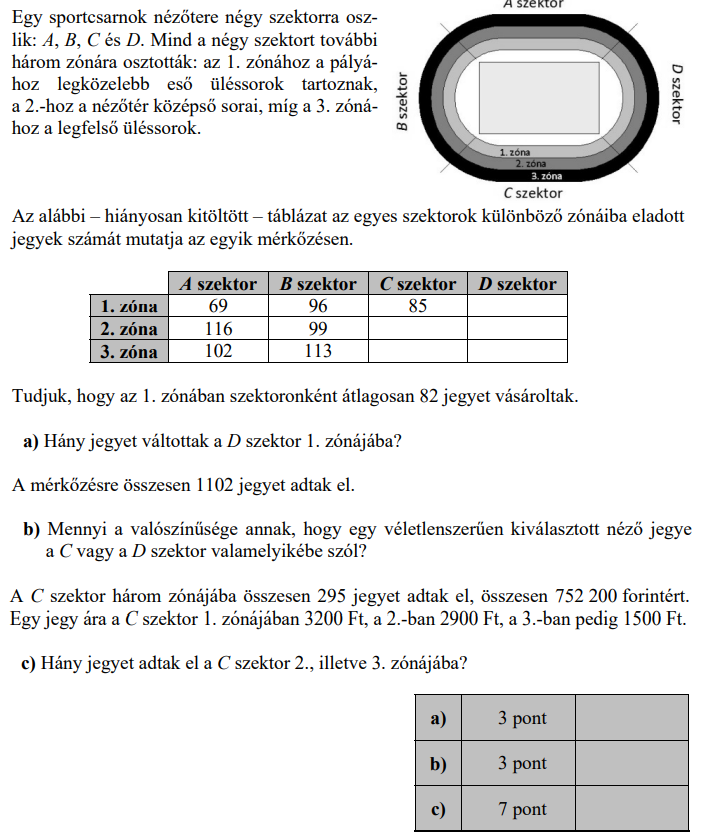 Egy sportcsarnok nézőtere négy szektorra osz-
lik: A, B, C és D. Mind a négy szektort további
három zónára osztották: az 1. zónához a pályá-
hoz legközelebb eső üléssorok tartoznak,
a 2.-hoz a nézőtér középső sorai, míg a 3. zóná-
hoz a legfelső üléssorok.
A szektor
B szektor
D szektor
1. zóna
2. zóna
3. zóna
C szektor
Az alábbi – hiányosan kitöltött – táblázat az egyes szektorok különböző zónáiba eladott
jegyek számát mutatja az egyik mérkőzésen.
A szektor B szektor C szektor D szektor
1. zóna 69 96 85
2. zóna 116 99
3. zóna 102 113
Tudjuk, hogy az 1. zónában szektoronként átlagosan 82 jegyet vásároltak.
a) Hány jegyet váltottak a D szektor 1. zónájába?
A mérkőzésre összesen 1102 jegyet adtak el.
b) Mennyi a valószínűsége annak, hogy egy véletlenszerűen kiválasztott néző jegye
a C vagy a D szektor valamelyikébe szól?
A C szektor három zónájába összesen 295 jegyet adtak el, összesen 752 200 forintért.
Egy jegy ára a C szektor 1. zónájában 3200 Ft, a 2.-ban 2900 Ft, a 3.-ban pedig 1500 Ft.
c) Hány jegyet adtak el a C szektor 2., illetve 3. zónájába?
a) 3 pont
b) 3 pont
c) 7 pont